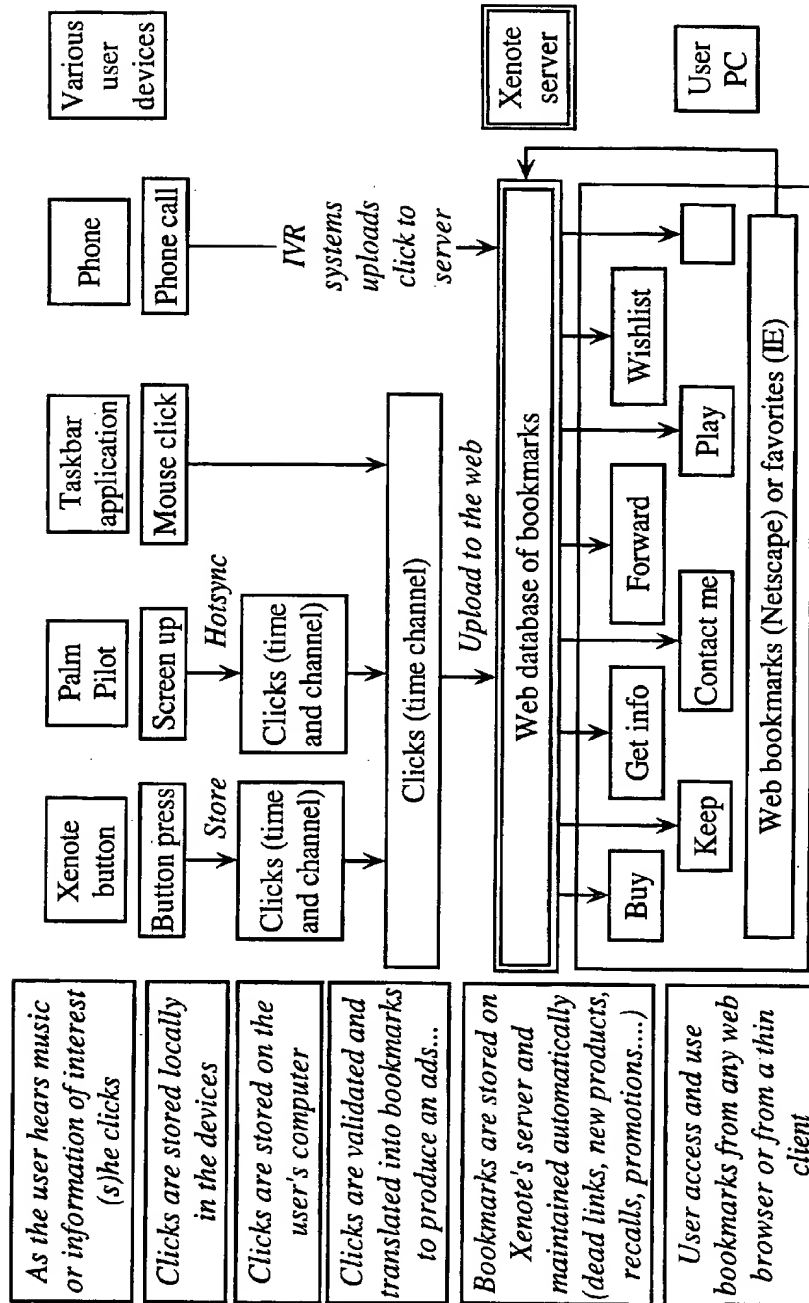 As the user hears music
or information of interest
(s)he clicks
Xenote
button
Palm
Pilot
Taskbar
application
Phone
Various
user
devices
Clicks are stored locally
in the devices
Button press
Screen up
Mouse click
Phone call
Store
Hotsync
Clicks are stored on the
user's computer
Clicks (time
and channel)
Clicks (time
and channel)
IVR
systems
uploads
click to
server
Clicks are validated and
translated into bookmarks
to produce an ads...
Clicks (time channel)
Upload to the web
Bookmarks are stored on
Xenote's server and
maintained automatically
(dead links, new products,
recalls, promotions....)
Web database of bookmarks
Xenote
server
User access and use
bookmarks from any web
browser or from a thin
client
Buy
Get info
Forward
Wishlist
Keep
Contact me
Play
Web bookmarks (Netscape) or favorites (IE)
User
PC